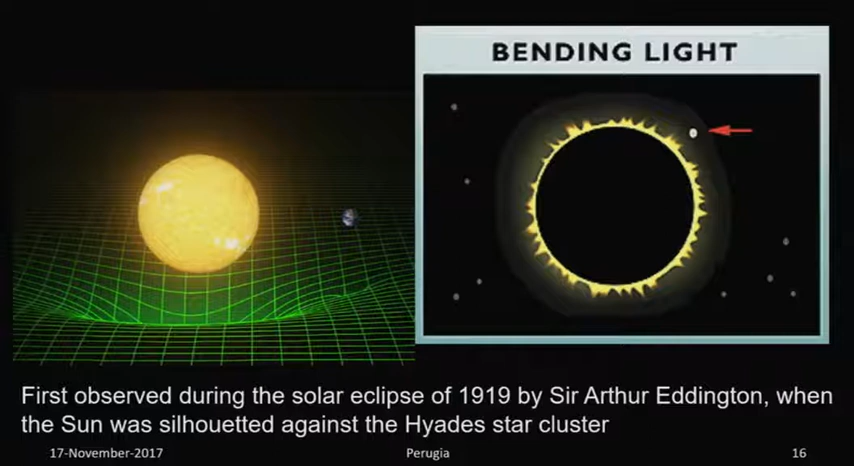 BENDING LIGHT
First observed during the solar eclipse of 1919 by Sir Arthur Eddington, when
the Sun was silhouetted against the Hyades star cluster
17-November-2017
Perugia
16